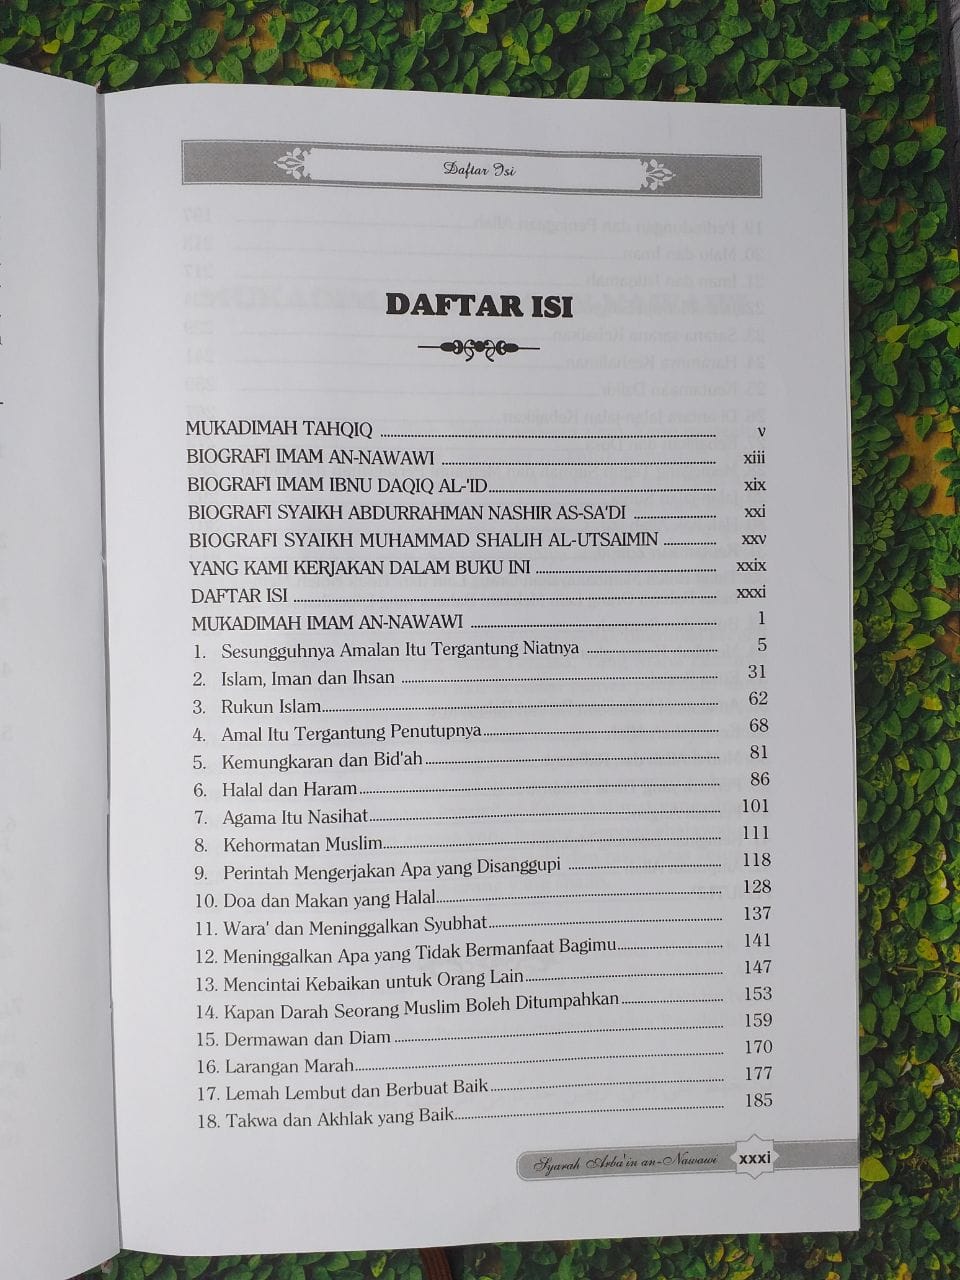 Daftar Isi
DAFTAR ISI
MUKADIMAH TAHQIQ ........ v
BIOGRAFI IMAM AN-NAWAWI ........ xiii
BIOGRAFI IMAM IBNU DAQIQ AL-'ID ........ xix
BIOGRAFI SYAIKH ABDURRAHMAN NASHIR AS-SA'DI ........ xxi
BIOGRAFI SYAIKH MUHAMMAD SHALIH AL-UTSAIMIN ........ xxv
YANG KAMI KERJAKAN DALAM BUKU INI ........ xxix
DAFTAR ISI ........ xxxi
MUKADIMAH IMAM AN-NAWAWI ........ 1
1. Sesungguhnya Amalan Itu Tergantung Niatnya ........ 5
2. Islam, Iman dan Ihsan ........ 31
3. Rukun Islam ........ 62
4. Amal Itu Tergantung Penutupnya ........ 68
5. Kemungkaran dan Bid'ah ........ 81
6. Halal dan Haram ........ 86
7. Agama Itu Nasihat ........ 101
8. Kehormatan Muslim ........ 111
9. Perintah Mengerjakan Apa yang Disanggupi ........ 118
10. Doa dan Makan yang Halal ........ 128
11. Wara' dan Meninggalkan Syubhat ........ 137
12. Meninggalkan Apa yang Tidak Bermanfaat Bagimu ........ 141
13. Mencintai Kebaikan untuk Orang Lain ........ 147
14. Kapan Darah Seorang Muslim Boleh Ditumpahkan ........ 153
15. Dermawan dan Diam ........ 159
16. Larangan Marah ........ 170
17. Lemah Lembut dan Berbuat Baik ........ 177
18. Takwa dan Akhlak yang Baik ........ 185
Syarah Arba'in an-Nawawi xxxi